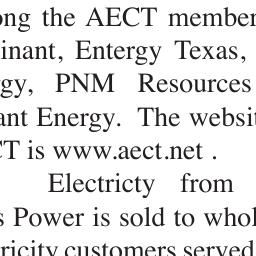 ong the AECT member
inant, Entergy Texas,
rgy, PNM Resources
ant Energy. The websit
CT is www.aect.net .
Electricty from
s Power is sold to whol
ricity customers served